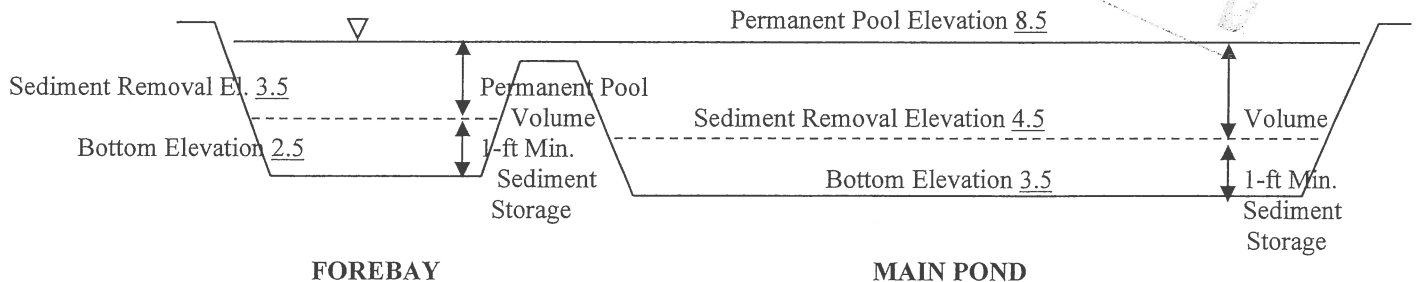 Permanent Pool Elevation 8.5
Sediment Removal El. 3.5
Permanent Pool
Volume
Bottom Elevation 2.5
1-ft Min.
Sediment
Storage
Sediment Removal Elevation 4.5
Volume
Bottom Elevation 3.5
1-ft Min.
Sediment
Storage
FOREBAY
MAIN POND